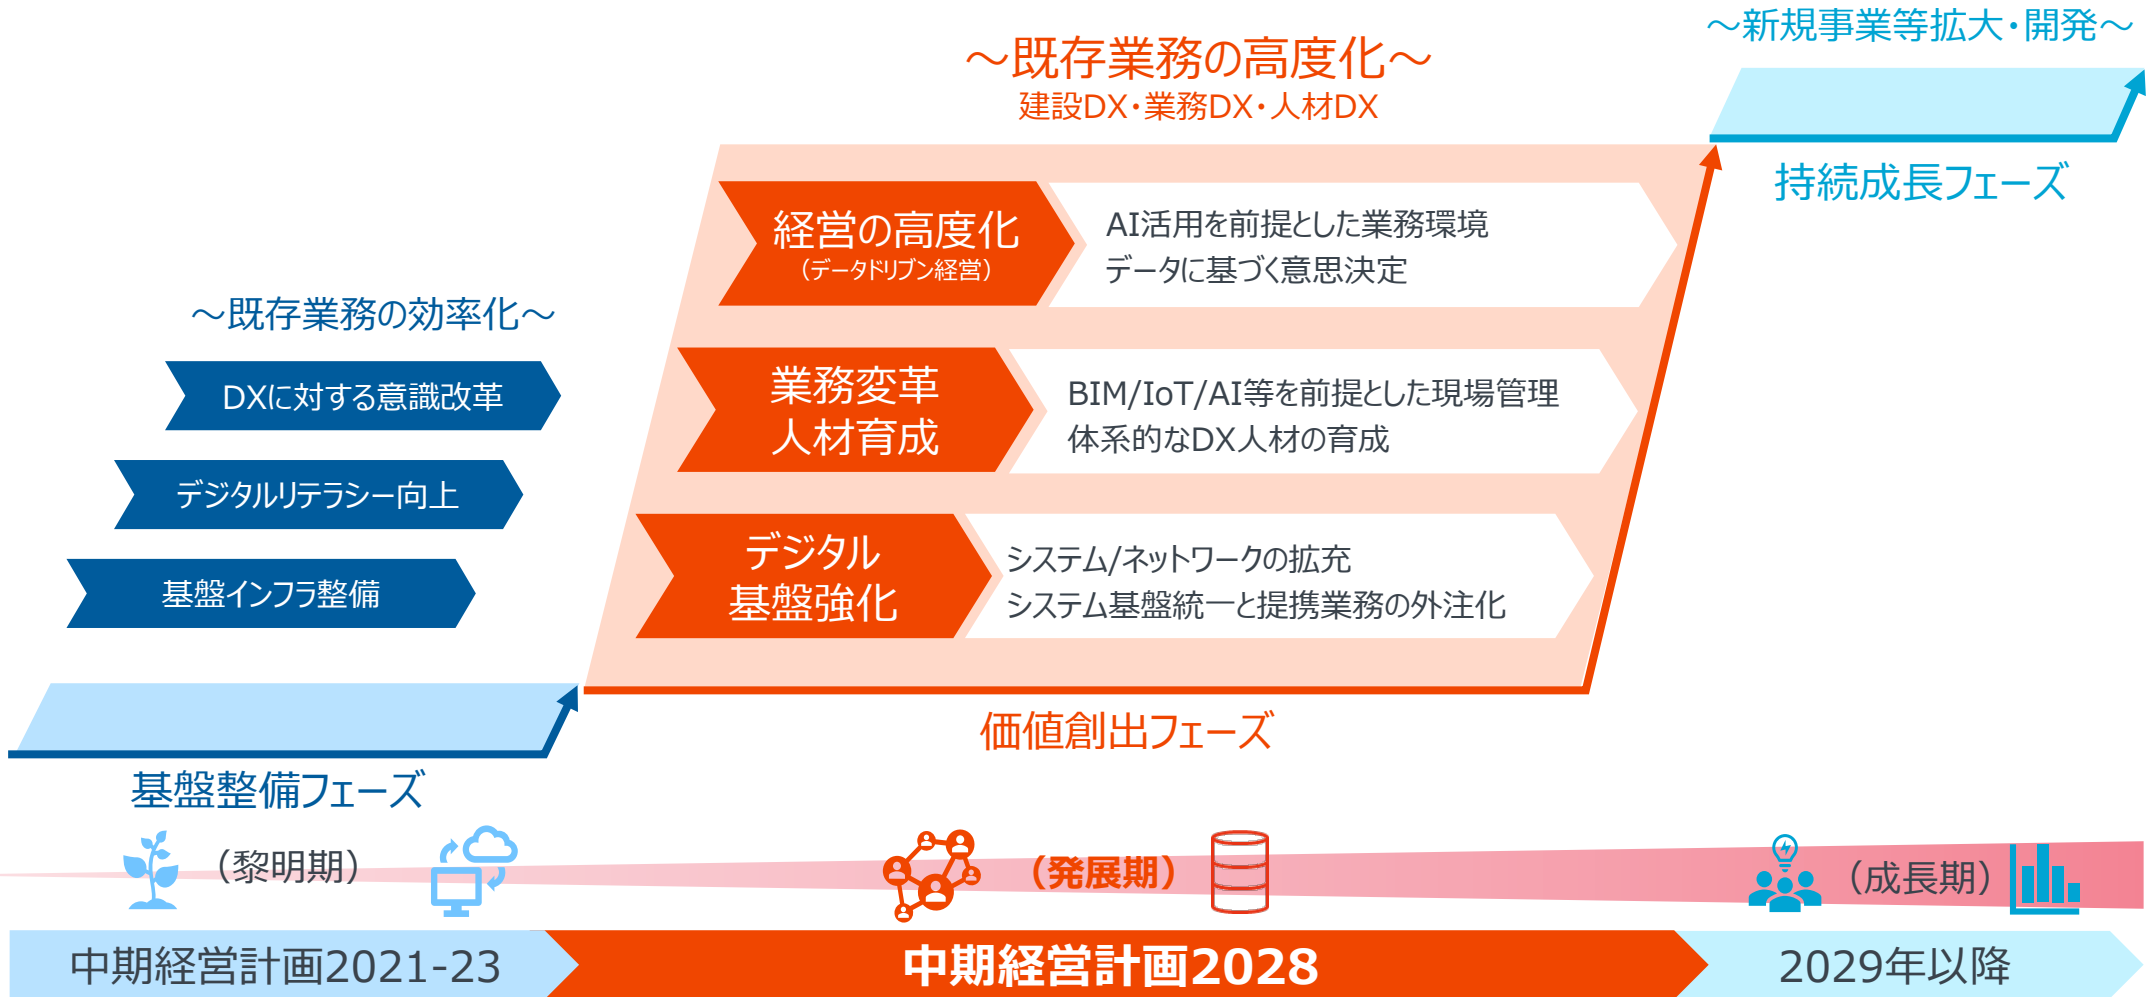 ～新規事業等拡大・開発～
～既存業務の高度化～
建設DX・業務DX・人材DX
持続成長フェーズ
経営の高度化
（データドリブン経営）
AI活用を前提とした業務環境
データに基づく意思決定
～既存業務の効率化～
DXに対する意識改革
デジタルリテラシー向上
基盤インフラ整備
業務変革
人材育成
BIM/IoT/AI等を前提とした現場管理
体系的なDX人材の育成
デジタル
基盤強化
システム/ネットワークの拡充
システム基盤統一と提携業務の外注化
価値創出フェーズ
基盤整備フェーズ
（黎明期）
（発展期）
（成長期）
中期経営計画2021-23
中期経営計画2028
2029年以降